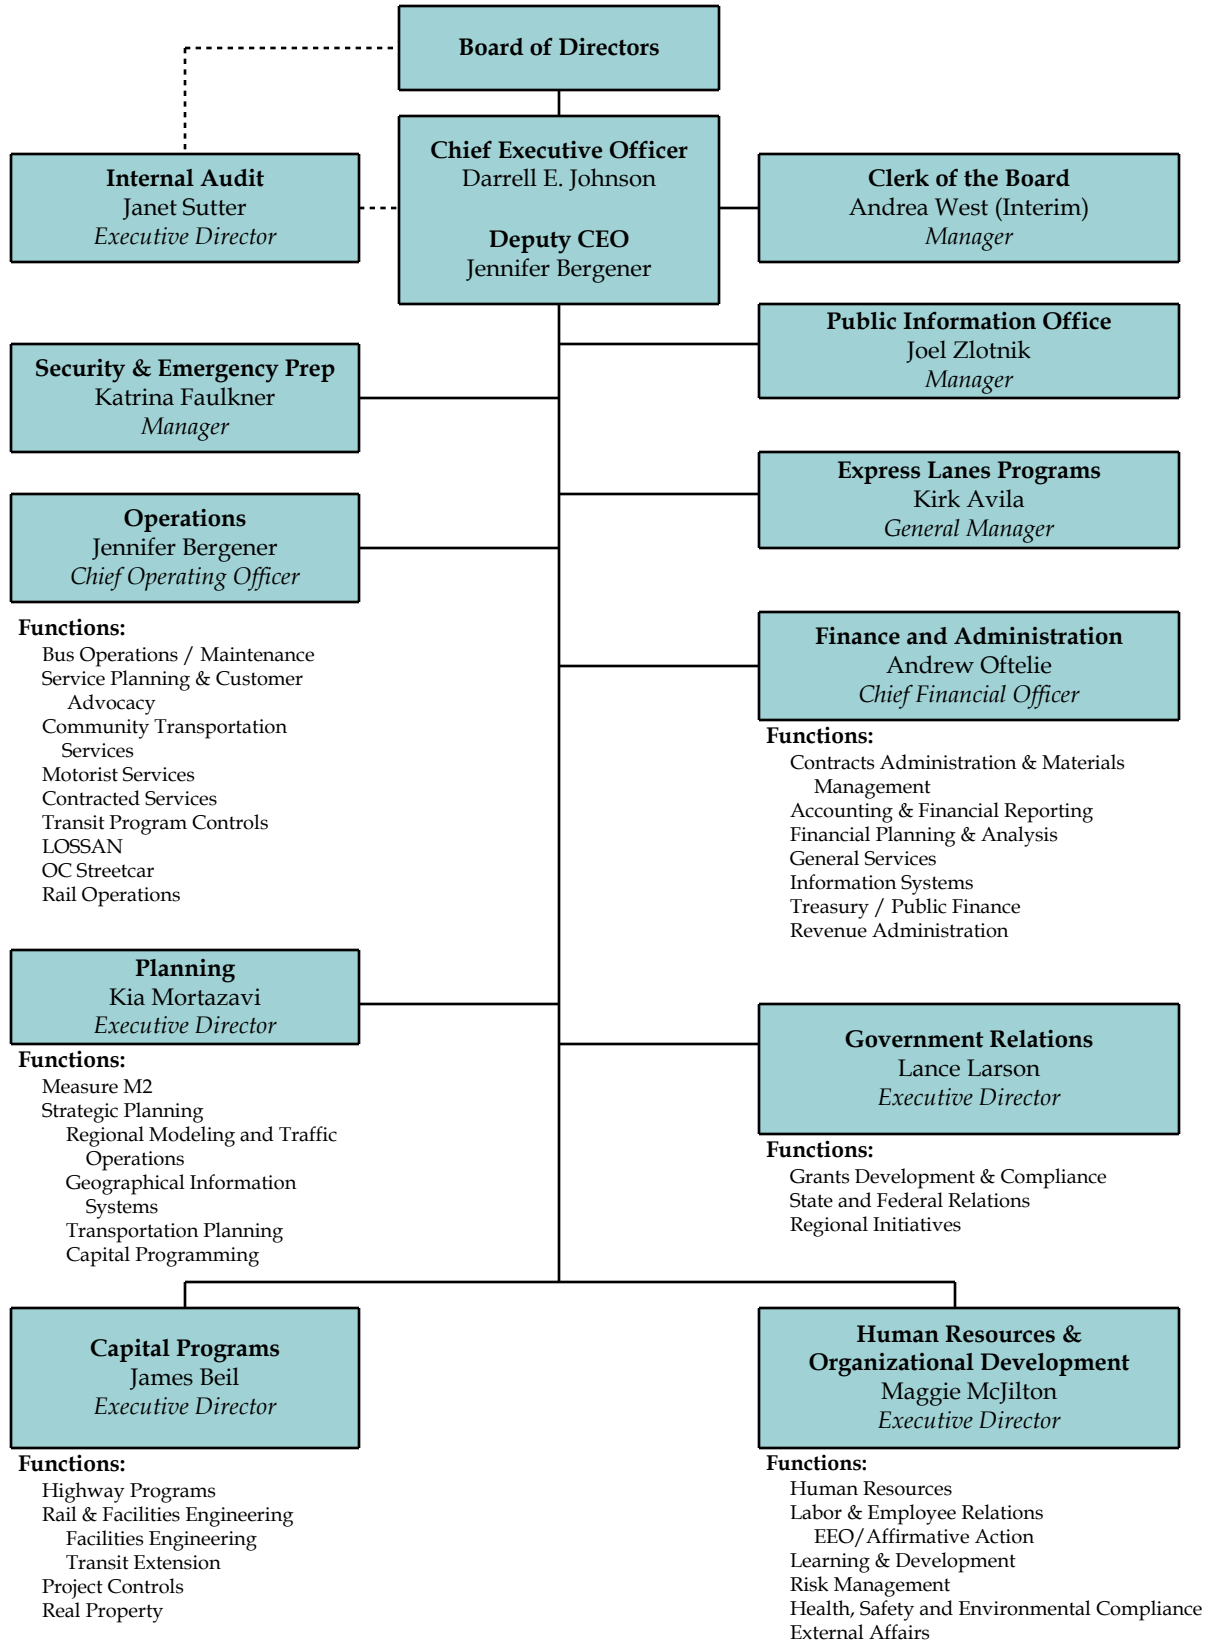 Board of Directors
Chief Executive Officer
Darrell E. Johnson
Deputy CEO
Jennifer Bergener
Internal Audit
Janet Sutter
Executive Director
Clerk of the Board
Andrea West (Interim)
Manager
Public Information Office
Joel Zlotnik
Manager
Security & Emergency Prep
Katrina Faulkner
Manager
Express Lanes Programs
Kirk Avila
General Manager
Operations
Jennifer Bergener
Chief Operating Officer
Functions:
Bus Operations / Maintenance
Service Planning & Customer
Advocacy
Community Transportation
Services
Motorist Services
Contracted Services
Transit Program Controls
LOSSAN
OC Streetcar
Rail Operations
Finance and Administration
Andrew Oftelie
Chief Financial Officer
Functions:
Contracts Administration & Materials
Management
Accounting & Financial Reporting
Financial Planning & Analysis
General Services
Information Systems
Treasury / Public Finance
Revenue Administration
Planning
Kia Mortazavi
Executive Director
Functions:
Measure M2
Strategic Planning
Regional Modeling and Traffic
Operations
Geographical Information
Systems
Transportation Planning
Capital Programming
Government Relations
Lance Larson
Executive Director
Functions:
Grants Development & Compliance
State and Federal Relations
Regional Initiatives
Capital Programs
James Beil
Executive Director
Functions:
Highway Programs
Rail & Facilities Engineering
Facilities Engineering
Transit Extension
Project Controls
Real Property
Human Resources &
Organizational Development
Maggie McJilton
Executive Director
Functions:
Human Resources
Labor & Employee Relations
EEO/Affirmative Action
Learning & Development
Risk Management
Health, Safety and Environmental Compliance
External Affairs